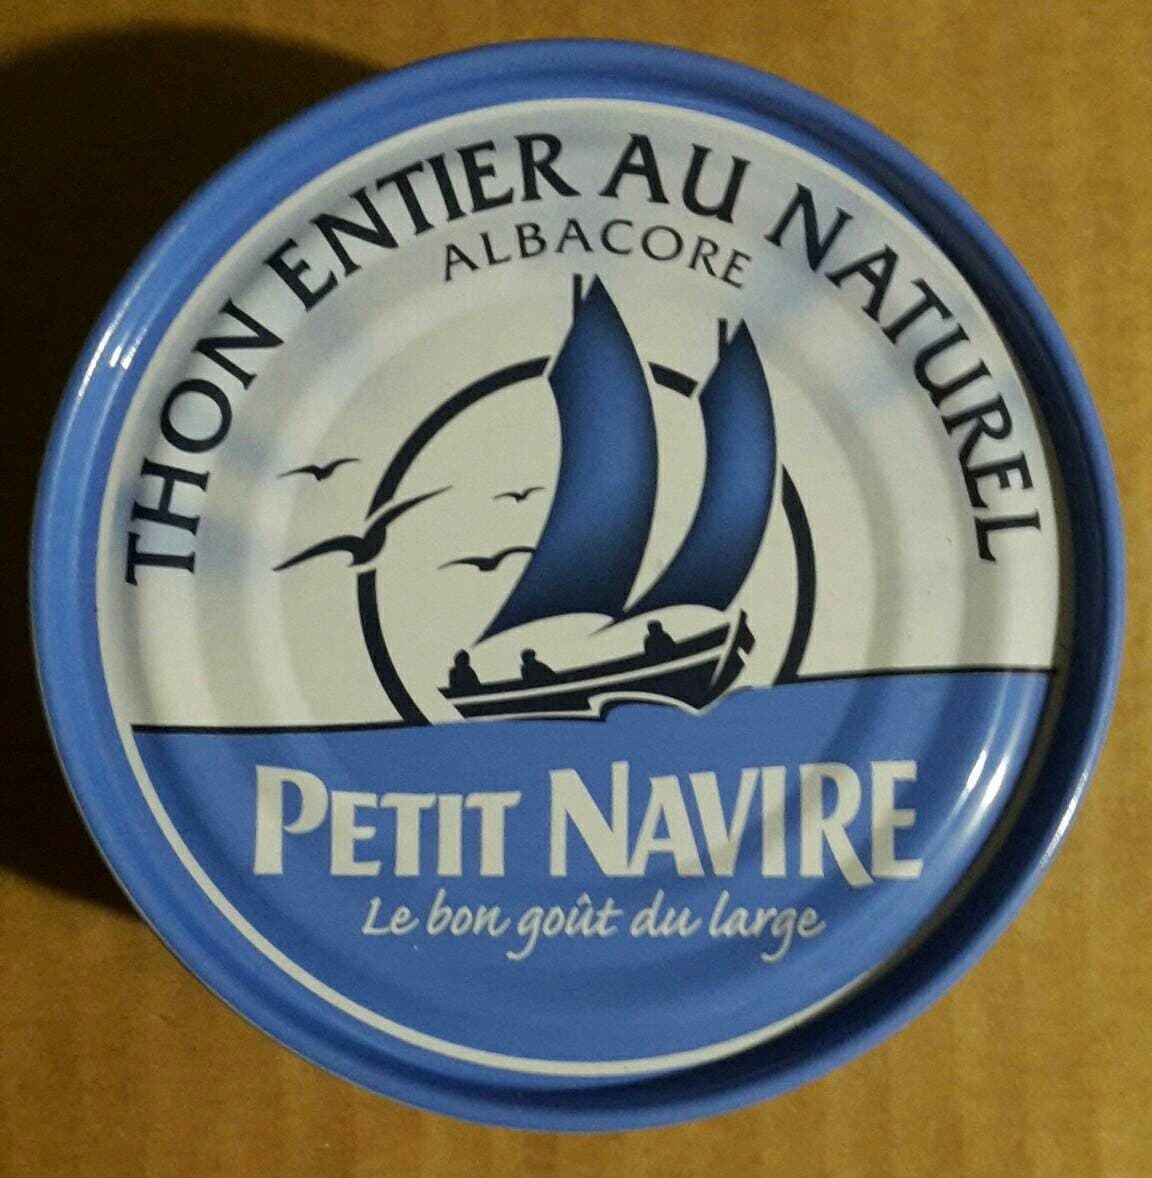 THON ENTIER AU NATUREL
ALBACORE
PETIT NAVIRE
Le bon goût du large